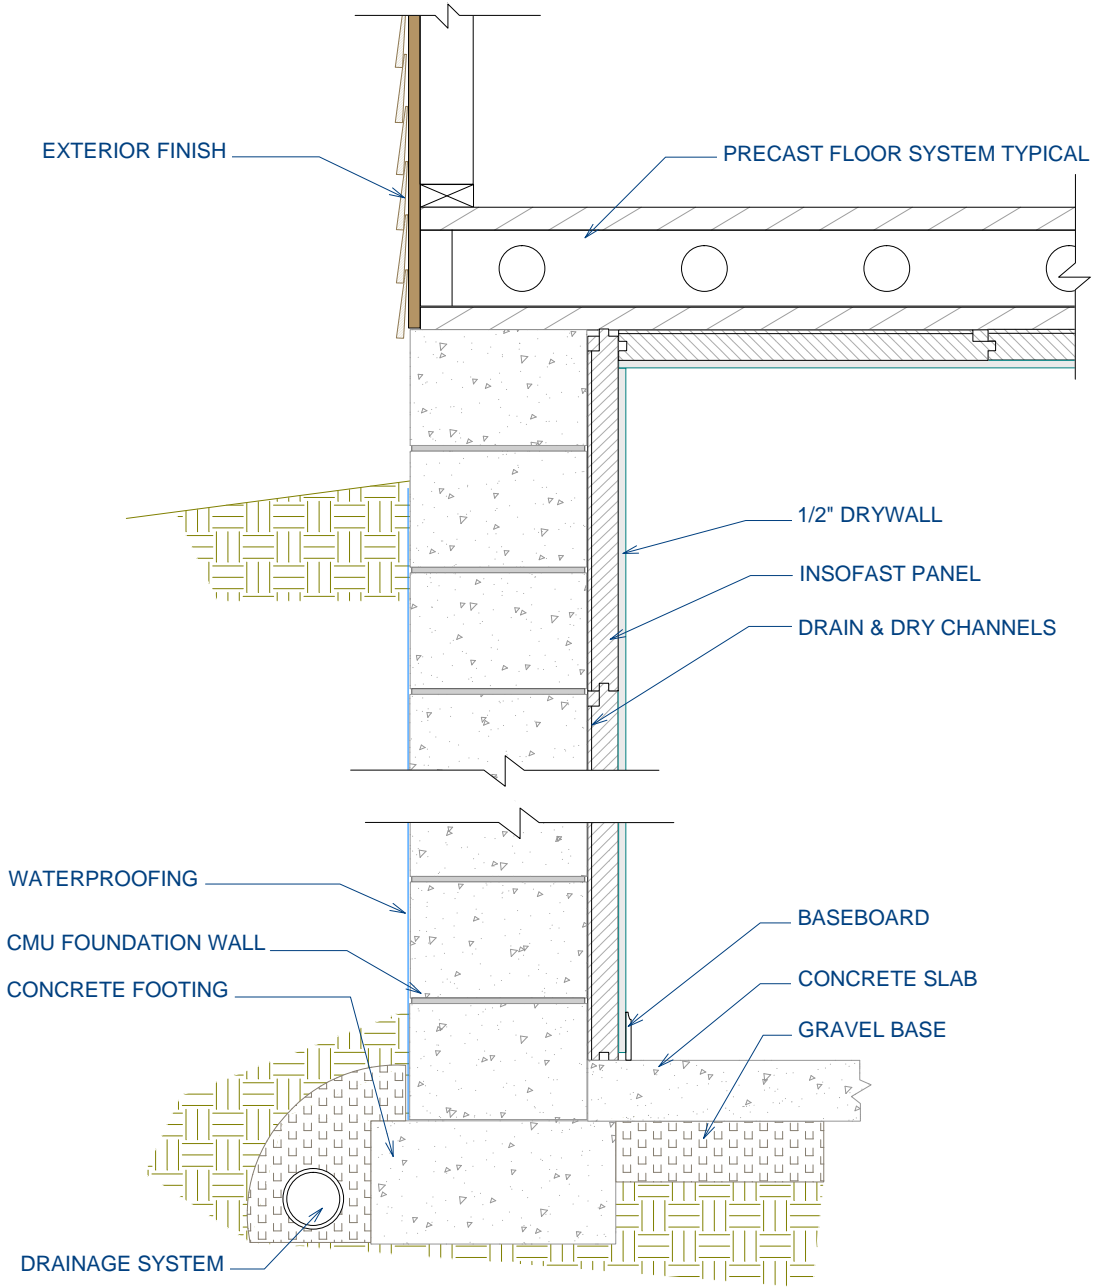 EXTERIOR FINISH
PRECAST FLOOR SYSTEM TYPICAL
1/2" DRYWALL
INSOFAST PANEL
DRAIN & DRY CHANNELS
WATERPROOFING
CMU FOUNDATION WALL
CONCRETE FOOTING
BASEBOARD
CONCRETE SLAB
GRAVEL BASE
DRAINAGE SYSTEM